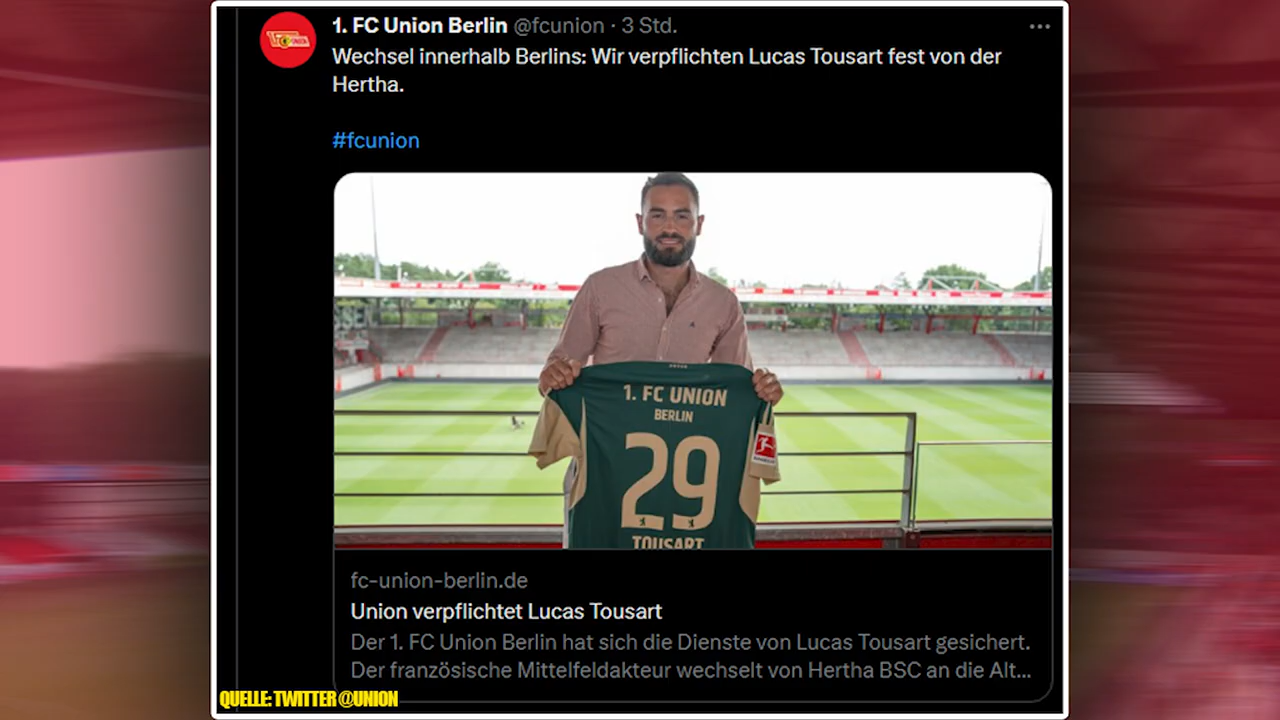 1. FC Union Berlin @fcunion · 3 Std.
Wechsel innerhalb Berlins: Wir verpflichten Lucas Tousart fest von der
Hertha.
#fcunion
1. FC UNION
BERLIN
29
TOUSART
fc-union-berlin.de
Union verpflichtet Lucas Tousart
Der 1. FC Union Berlin hat sich die Dienste von Lucas Tousart gesichert.
Der französische Mittelfeldakteur wechselt von Hertha BSC an die Alt...
QUELLE: TWITTER @UNION